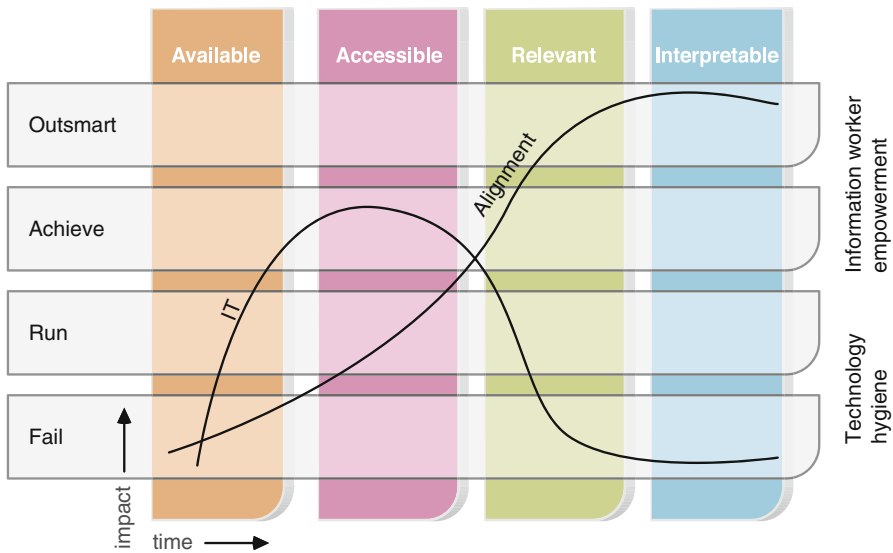 Available
Accessible
Relevant
Interpretable
Outsmart
Achieve
Run
Fail
IT
Alignment
Information worker
empowerment
Technology
hygiene
impact
time